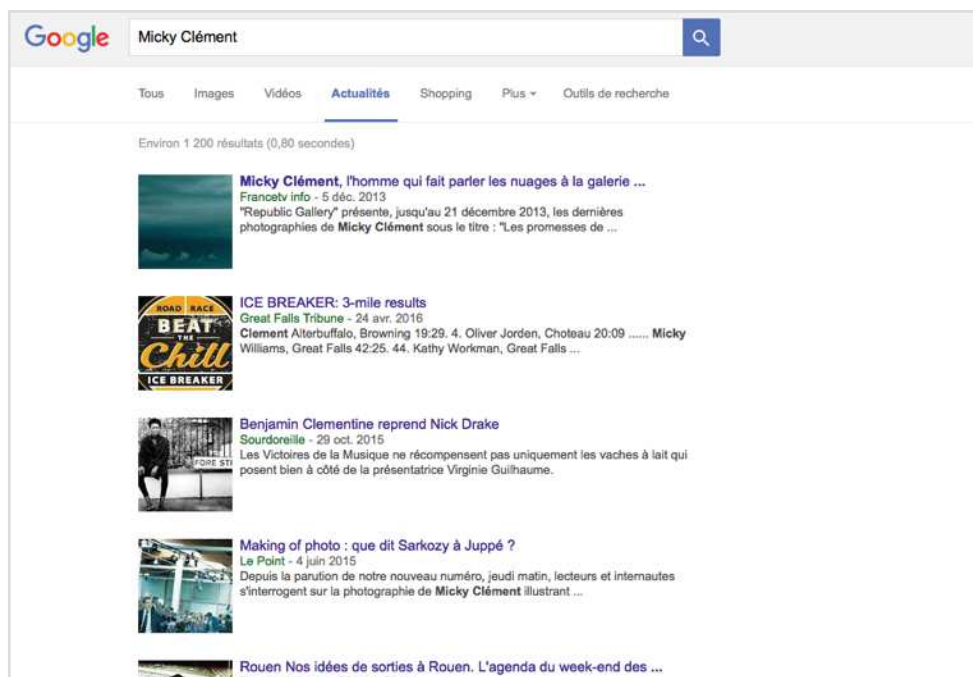 Google
Micky Clément
Tous Images Vidéos Actualités Shopping Plus Outils de recherche
Environ 1 200 résultats (0,80 secondes)
Micky Clément, l'homme qui fait parler les nuages à la galerie ...
Francetv info - 5 déc. 2013
"Republic Gallery" présente, jusqu'au 21 décembre 2013, les dernières
photographies de Micky Clément sous le titre : "Les promesses de ...
ROAD RACE
BEAT
THE
Chill
ICE BREAKER
ICE BREAKER: 3-mile results
Great Falls Tribune - 24 avr. 2016
Clement Alterbuffalo, Browning 19:29. 4. Oliver Jorden, Choteau 20:09 ...... Micky
Williams, Great Falls 42:25. 44. Kathy Workman, Great Falls ...
FORE STR
Benjamin Clementine reprend Nick Drake
Sourdoreille - 29 oct. 2015
Les Victoires de la Musique ne récompensent pas uniquement les vaches à lait qui
posent bien à côté de la présentatrice Virginie Guilhaume.
Making of photo : que dit Sarkozy à Juppé ?
Le Point - 4 juin 2015
Depuis la parution de notre nouveau numéro, jeudi matin, lecteurs et internautes
s'interrogent sur la photographie de Micky Clément illustrant ...
Rouen Nos idées de sorties à Rouen. L'agenda du week-end des ...